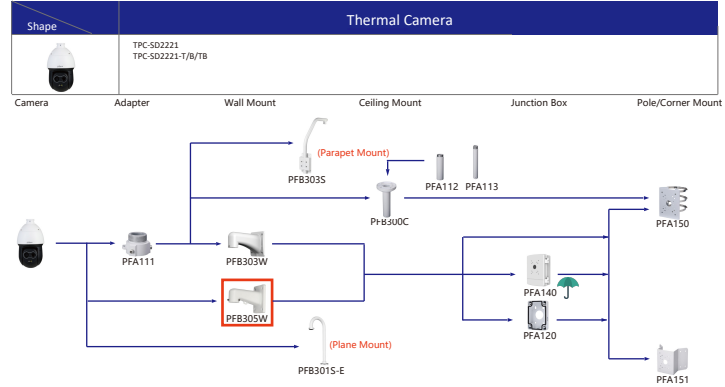 Shape
Thermal Camera
TPC-SD2221
TPC-SD2221-T/B/TB
Camera
Adapter
Wall Mount
Ceiling Mount
Junction Box
Pole/Corner Mount
(Parapet Mount)
PFB303S
PFA112
PFA113
PFB300C
PFA150
PFA111
PFB303W
PFA140
PFB305W
PFA120
(Plane Mount)
PFB301S-E
PFA151